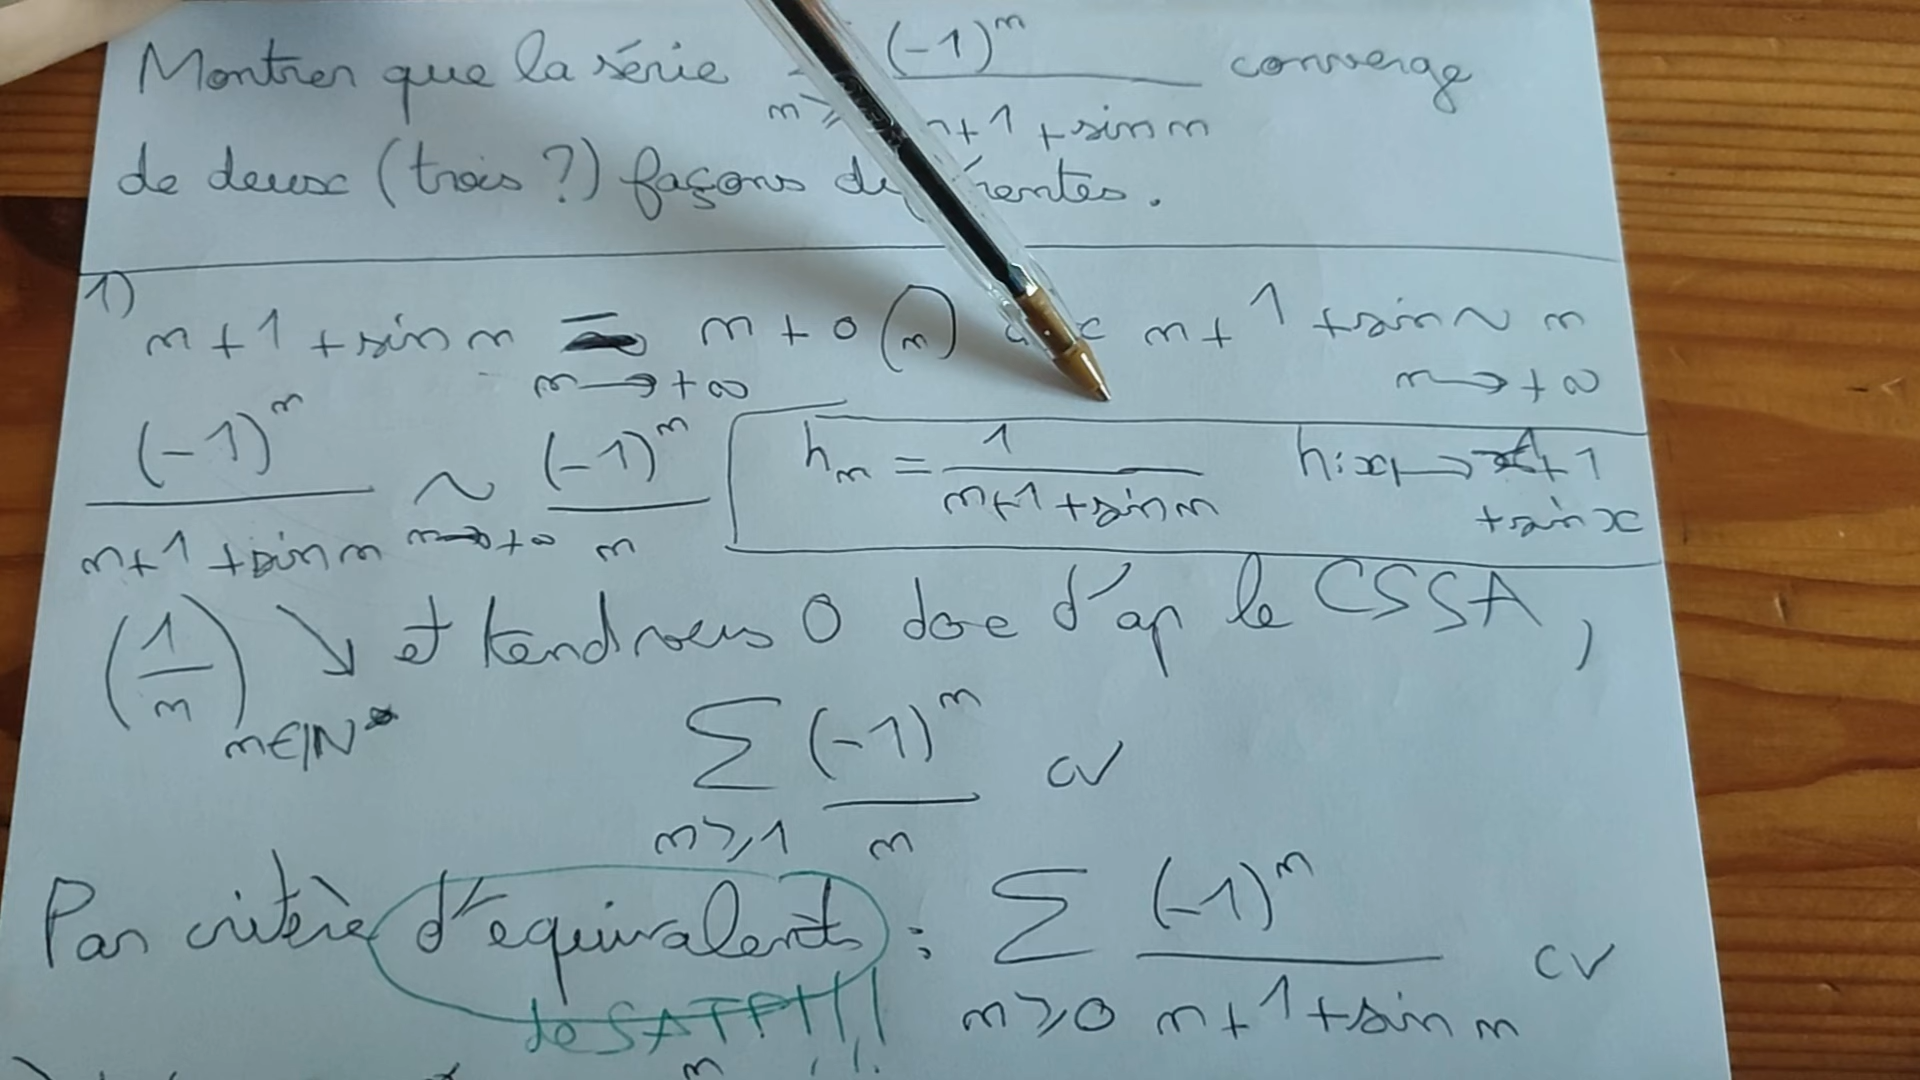 Montrer que la série (-1)^n converge
n≥ n+1 +sin n
de deux (trois ?) façons
1)
n+1+sin n = n+o(n) n+1+sin ~ n
n→+∞ n→+∞
(-1)^n (-1)^n
n+1+sin n ~ n
n→+∞
h_n = 1/(n+1+sin n) h:x↦x+1
+sin x
(1/n) ↘ et tend vers 0 donc d'ap le CSSA,
n∈ℕ*
∑ (-1)^n/n cv
n≥1
Par critère d'équivalents : ∑ (-1)^n/(n+1+sin n) cv
n≥0
de SATP!!!